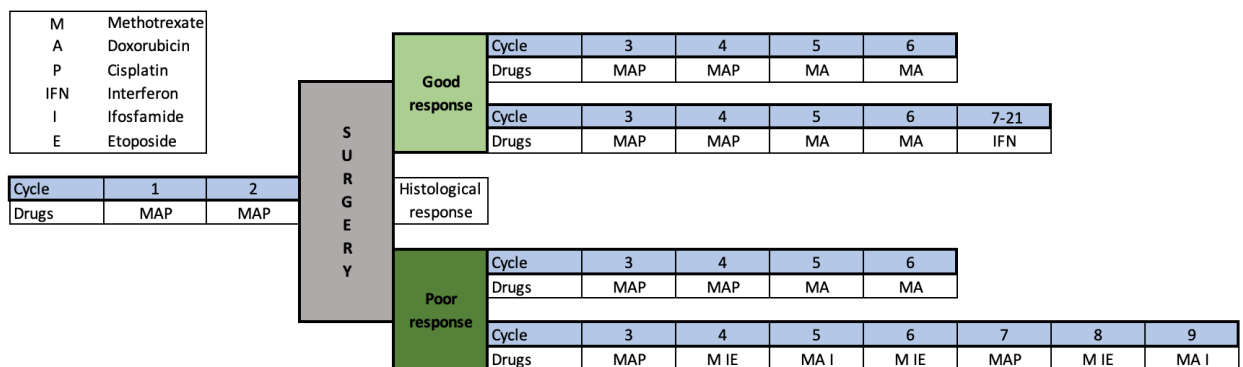 M Methotrexate
A Doxorubicin
P Cisplatin
IFN Interferon
I Ifosfamide
E Etoposide
Cycle 1 2
Drugs MAP MAP
S
U
R
G
E
R
Y
Histological
response
Good
response
Cycle 3 4 5 6
Drugs MAP MAP MA MA
Cycle 3 4 5 6 7-21
Drugs MAP MAP MA MA IFN
Poor
response
Cycle 3 4 5 6
Drugs MAP MAP MA MA
Cycle 3 4 5 6 7 8 9
Drugs MAP M IE MA I M IE MAP M IE MA I